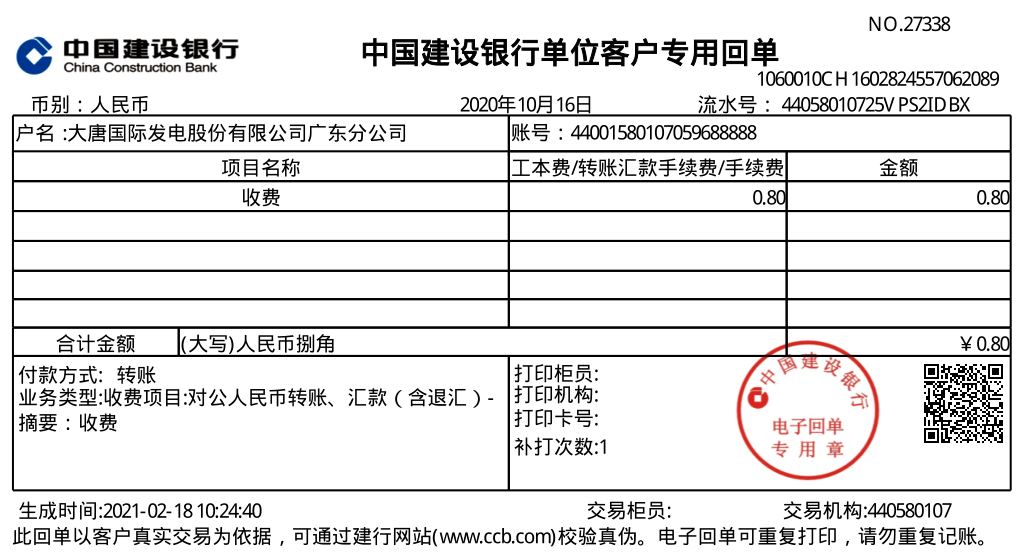 NO.27338
中国建设银行
China Construction Bank
中国建设银行单位客户专用回单
1060010CH1602824557062089
币别：人民币 2020年10月16日 流水号：44058010725VPS2IDBX
户名：大唐国际发电股份有限公司广东分公司 账号：44001580107059688888
项目名称 工本费/转账汇款手续费/手续费 金额
收费 0.80 0.80
合计金额 (大写)人民币捌角 ￥0.80
付款方式: 转账
业务类型:收费项目:对公人民币转账、汇款（含退汇）-
摘要：收费
打印柜员:
打印机构:
打印卡号:
补打次数:1
中国建设银行
电子回单
专用章
生成时间:2021-02-18 10:24:40 交易柜员: 交易机构:440580107
此回单以客户真实交易为依据，可通过建行网站(www.ccb.com)校验真伪。电子回单可重复打印，请勿重复记账。